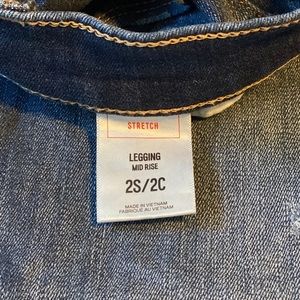 STRETCH
LEGGING
MID RISE
2S/2C
MADE IN VIETNAM
FABRIQUÉ AU VIETNAM